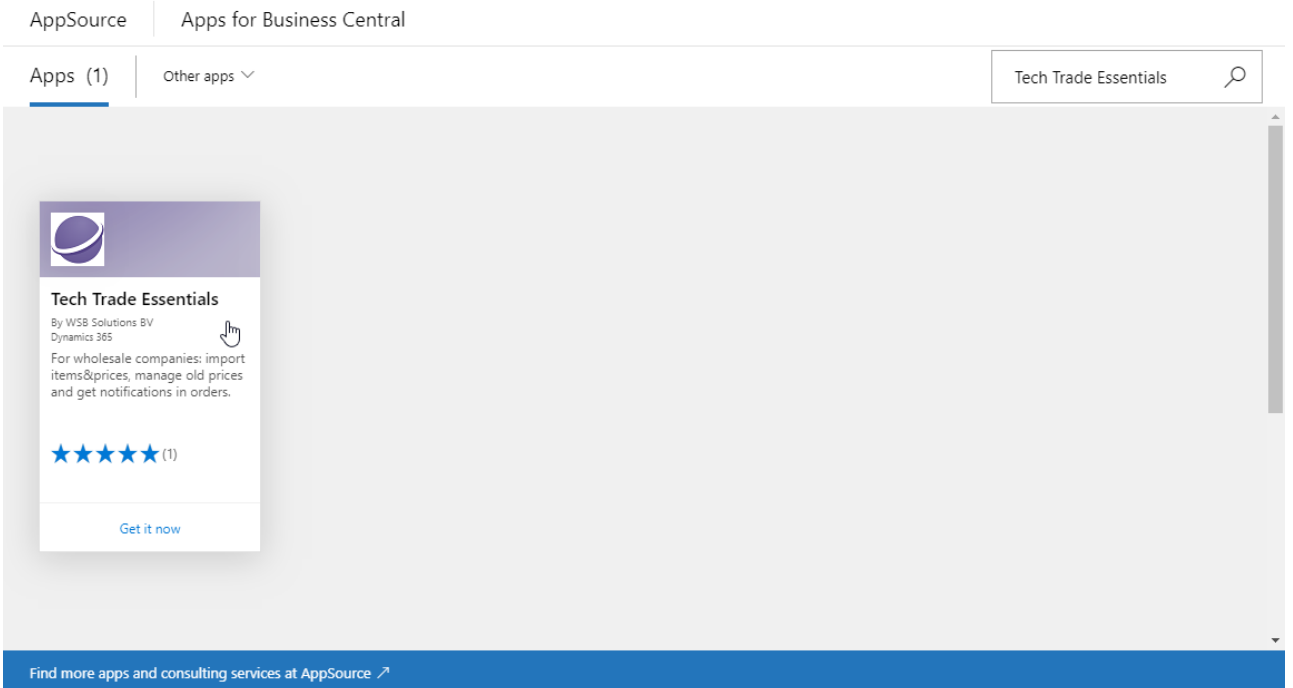 AppSource Apps for Business Central
Apps (1) Other apps Tech Trade Essentials
Tech Trade Essentials
By WSB Solutions BV
Dynamics 365
For wholesale companies: import
items&prices, manage old prices
and get notifications in orders.
(1)
Get it now
Find more apps and consulting services at AppSource